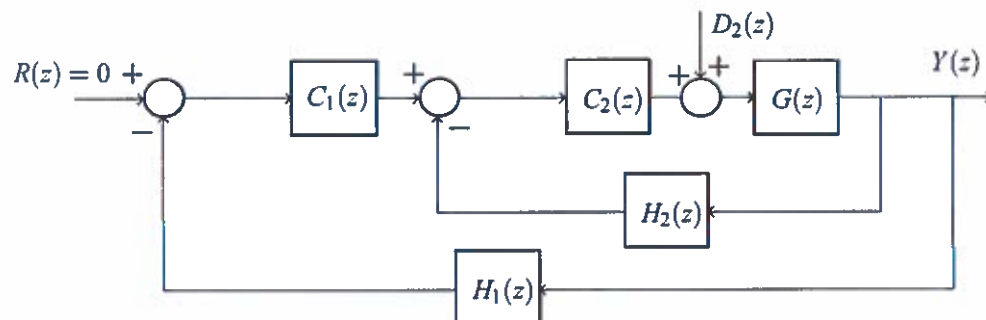 D₂(z)
R(z) = 0 + C₁(z) + C₂(z) + + G(z) Y(z)
− −
H₂(z)
H₁(z)